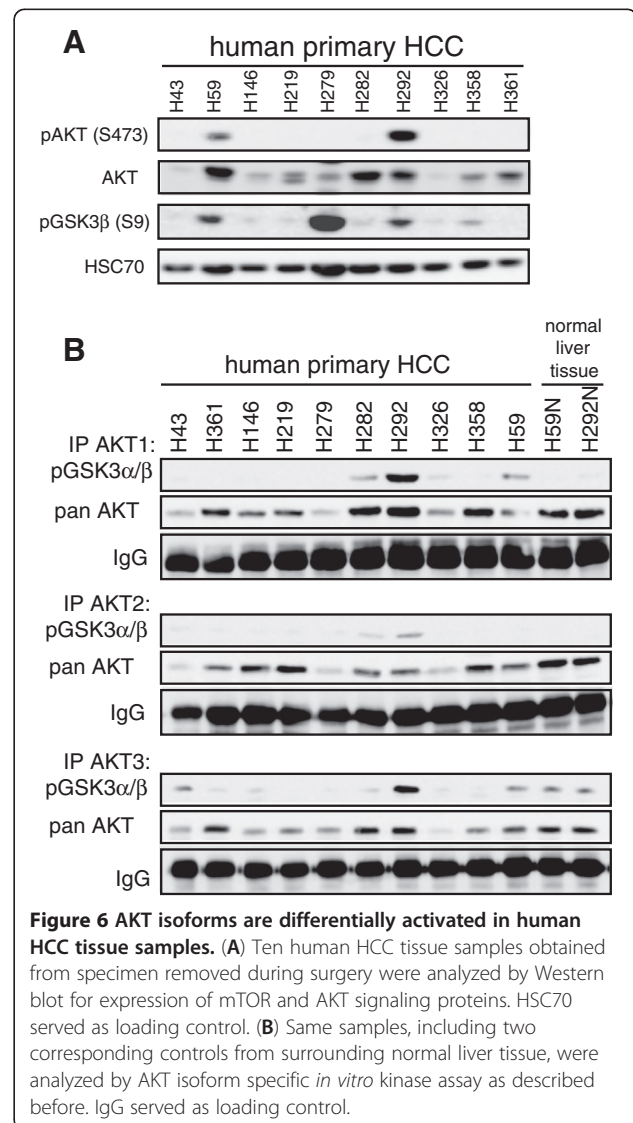 A
human primary HCC
H43 H59 H146 H219 H279 H282 H292 H326 H358 H361
pAKT (S473)
AKT
pGSK3β (S9)
HSC70
B
human primary HCC
normal
liver
tissue
H43 H361 H146 H219 H279 H282 H292 H326 H358 H59 H59N H292N
IP AKT1:
pGSK3α/β
pan AKT
IgG
IP AKT2:
pGSK3α/β
pan AKT
IgG
IP AKT3:
pGSK3α/β
pan AKT
IgG
Figure 6 AKT isoforms are differentially activated in human
HCC tissue samples. (A) Ten human HCC tissue samples obtained
from specimen removed during surgery were analyzed by Western
blot for expression of mTOR and AKT signaling proteins. HSC70
served as loading control. (B) Same samples, including two
corresponding controls from surrounding normal liver tissue, were
analyzed by AKT isoform specific in vitro kinase assay as described
before. IgG served as loading control.